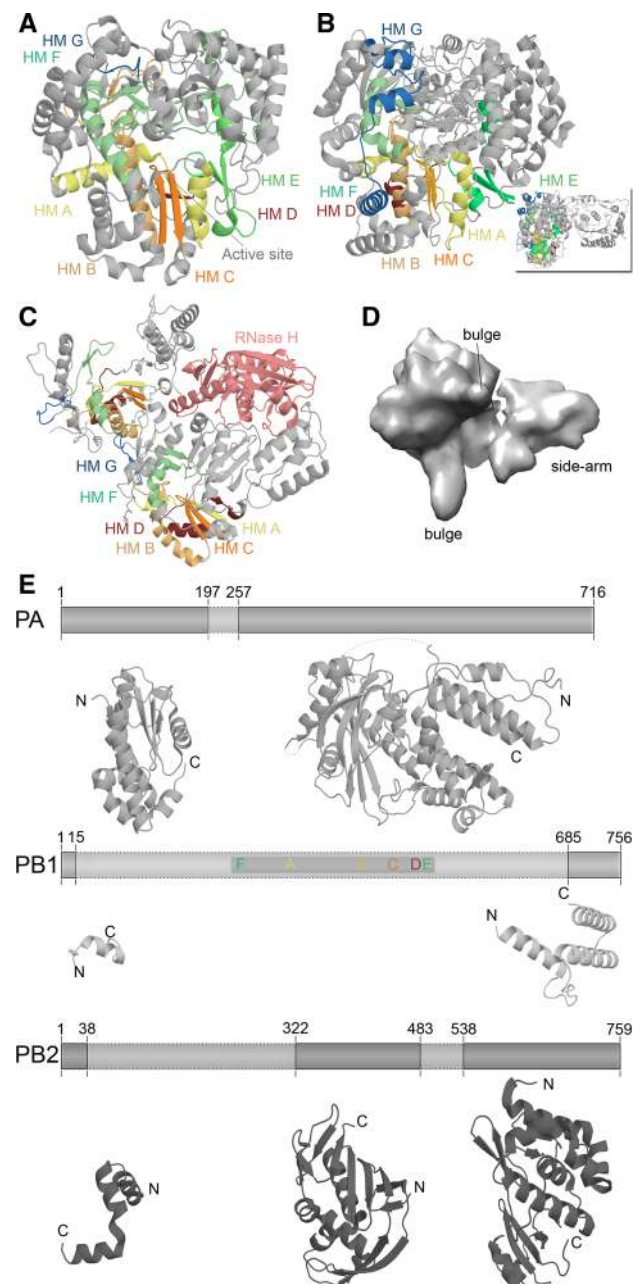 A
HM G
HM F
HM A
HM B
HM C
HM D
HM E
Active site
B
HM G
HM F
HM D
HM B
HM C
HM A
HM E
C
RNase H
HM G
HM F
HM D
HM B
HM C
HM A
D
bulge
side-arm
bulge
E
1 197 257 716
PA
N
C
N
C
1 15 685 756
PB1 F A B C D E
N
C
N
C
1 38 322 483 538 759
PB2
N
C
C
N
N
C